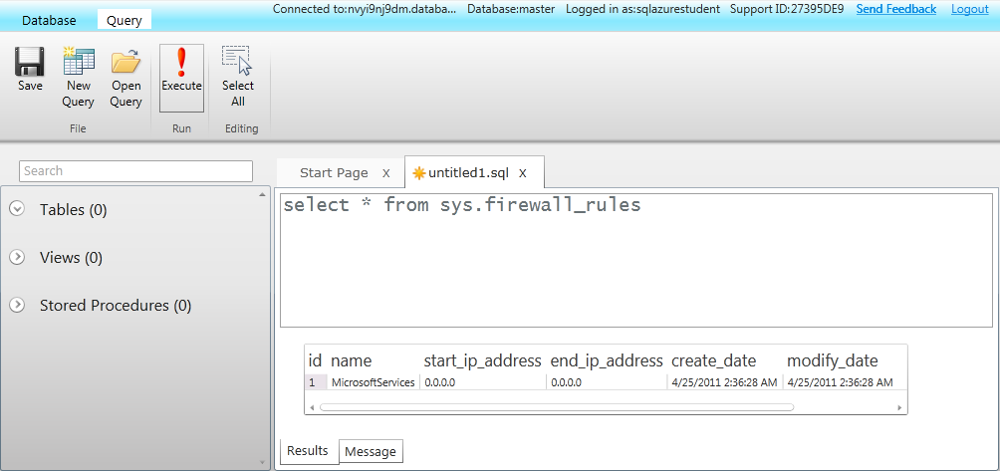 Database Query Connected to:nvyi9nj9dm.databa... Database:master Logged in as:sqlazurestudent Support ID:27395DE9 Send Feedback Logout
Save New Query Open Query Execute Select All
File Run Editing
Search
Start Page x untitled1.sql x
Tables (0)
Views (0)
Stored Procedures (0)
select * from sys.firewall_rules
id name start_ip_address end_ip_address create_date modify_date
1 MicrosoftServices 0.0.0.0 0.0.0.0 4/25/2011 2:36:28 AM 4/25/2011 2:36:28 AM
Results Message